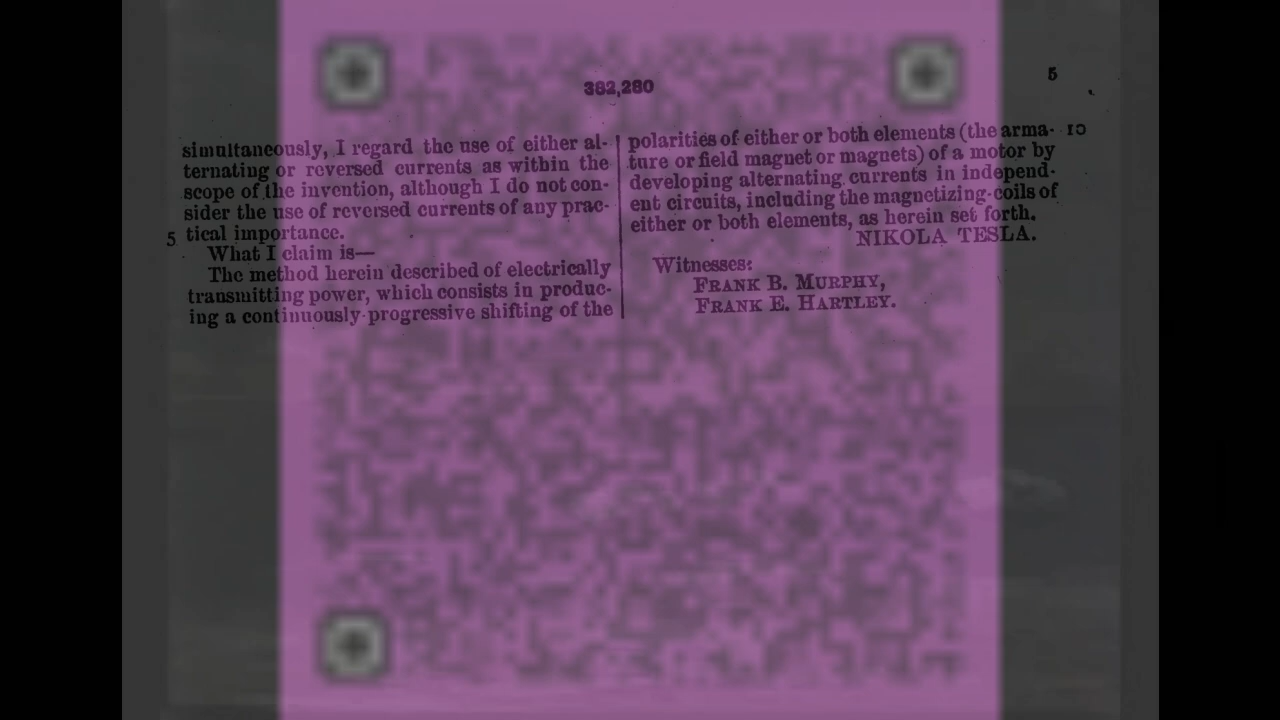 382,280
5
simultaneously, I regard the use of either al-
ternating or reversed currents as within the
scope of the invention, although I do not con-
sider the use of reversed currents of any prac-
5 tical importance.
What I claim is—
The method herein described of electrically
transmitting power, which consists in produc-
ing a continuously progressive shifting of the
polarities of either or both elements (the arma- 10
ture or field magnet or magnets) of a motor by
developing alternating currents in independ-
ent circuits, including the magnetizing-coils of
either or both elements, as herein set forth.
NIKOLA TESLA.
Witnesses:
FRANK B. MURPHY,
FRANK E. HARTLEY.